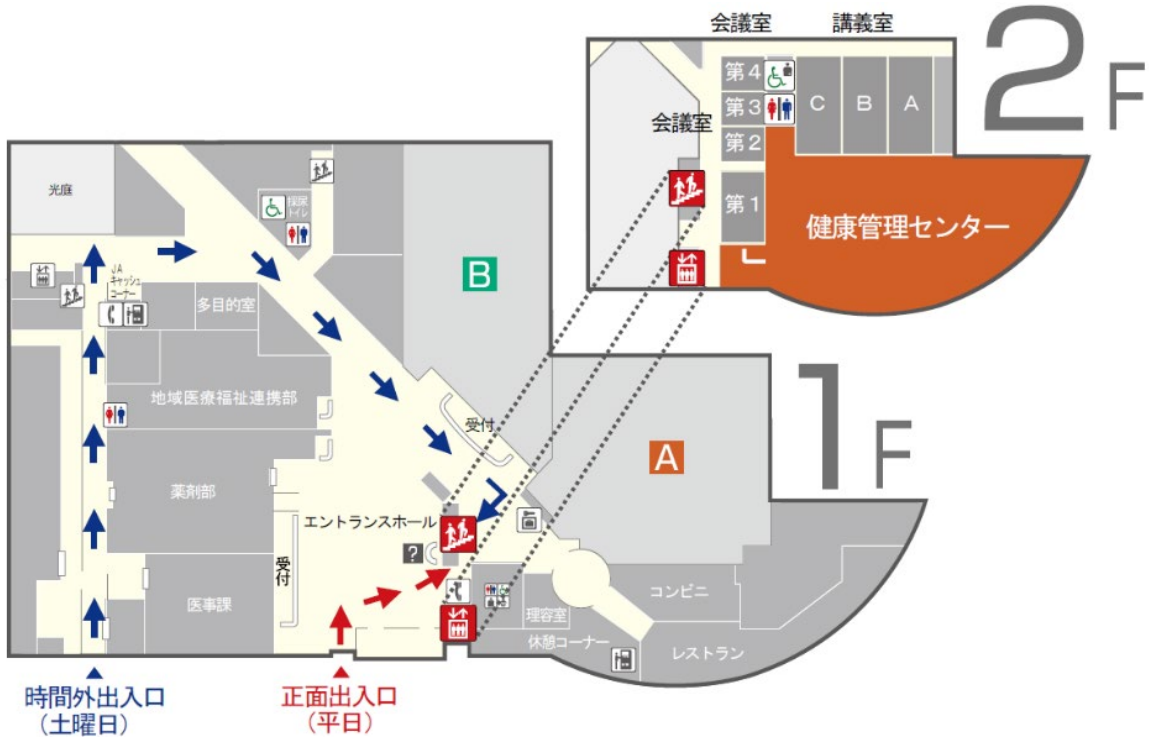 会議室 講義室
2F
第4
第3
C B A
会議室
第2
第1
健康管理センター
光庭
採尿
トイレ
JA
キャッシュ
コーナー
B
多目的室
1F
地域医療福祉連携部
受付
A
薬剤部
エントランスホール
?
受付
コンビニ
医事課
理容室
休憩コーナー
レストラン
時間外出入口
(土曜日)
正面出入口
(平日)